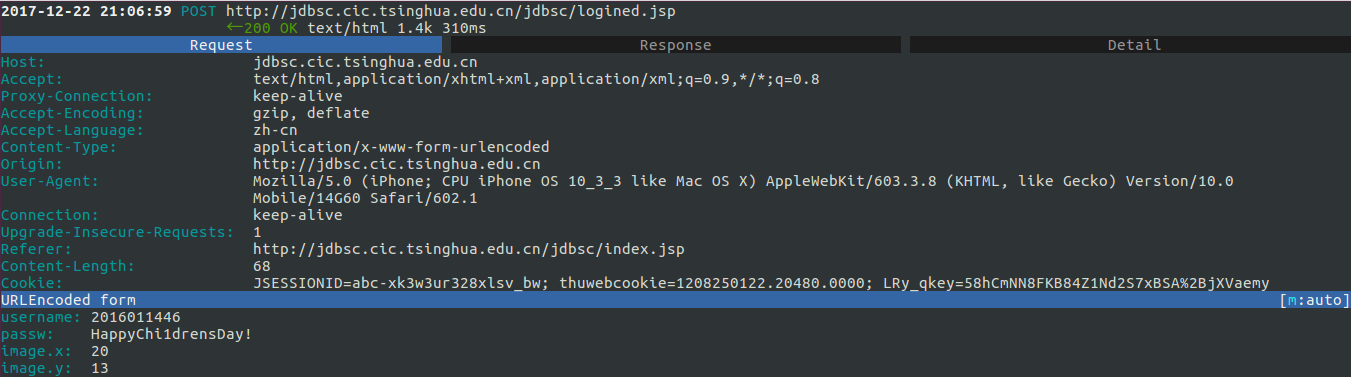 2017-12-22 21:06:59 POST http://jdbsc.cic.tsinghua.edu.cn/jdbsc/logined.jsp
←200 OK text/html 1.4k 310ms
Request Response Detail
Host: jdbsc.cic.tsinghua.edu.cn
Accept: text/html,application/xhtml+xml,application/xml;q=0.9,*/*;q=0.8
Proxy-Connection: keep-alive
Accept-Encoding: gzip, deflate
Accept-Language: zh-cn
Content-Type: application/x-www-form-urlencoded
Origin: http://jdbsc.cic.tsinghua.edu.cn
User-Agent: Mozilla/5.0 (iPhone; CPU iPhone OS 10_3_3 like Mac OS X) AppleWebKit/603.3.8 (KHTML, like Gecko) Version/10.0
Mobile/14G60 Safari/602.1
Connection: keep-alive
Upgrade-Insecure-Requests: 1
Referer: http://jdbsc.cic.tsinghua.edu.cn/jdbsc/index.jsp
Content-Length: 68
Cookie: JSESSIONID=abc-xk3w3ur328xlsv_bw; thuwebcookie=1208250122.20480.0000; LRy_qkey=58hCmNN8FKB84Z1Nd2S7xBSA%2BjXVaemy
URLEncoded form [m:auto]
username: 2016011446
passw: HappyChi1drensDay!
image.x: 20
image.y: 13